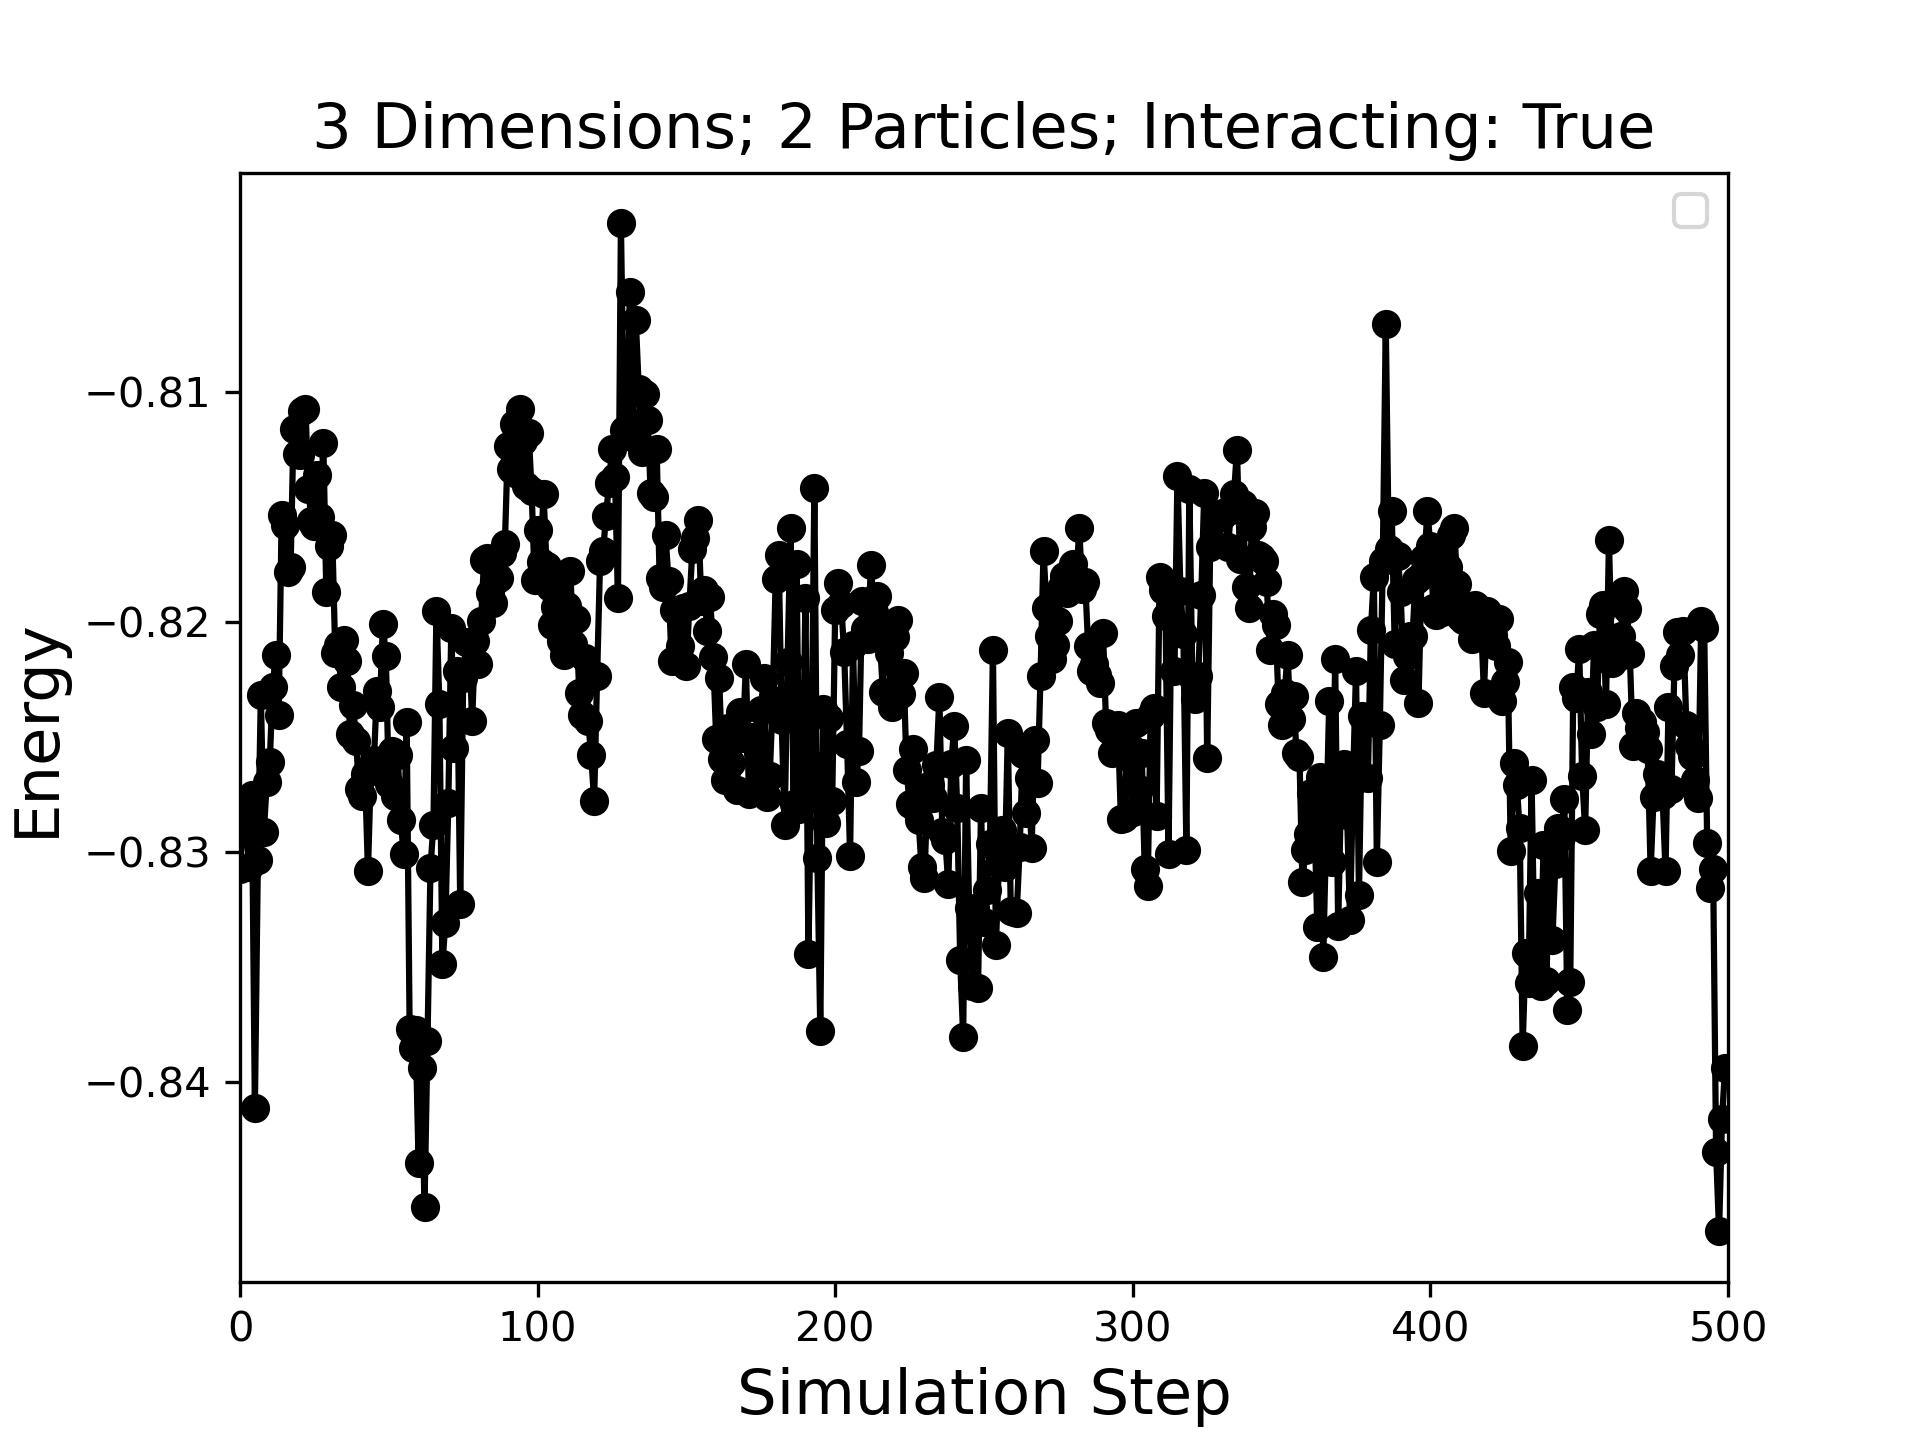 3 Dimensions; 2 Particles; Interacting: True
Energy
−0.81
−0.82
−0.83
−0.84
0 100 200 300 400 500
Simulation Step